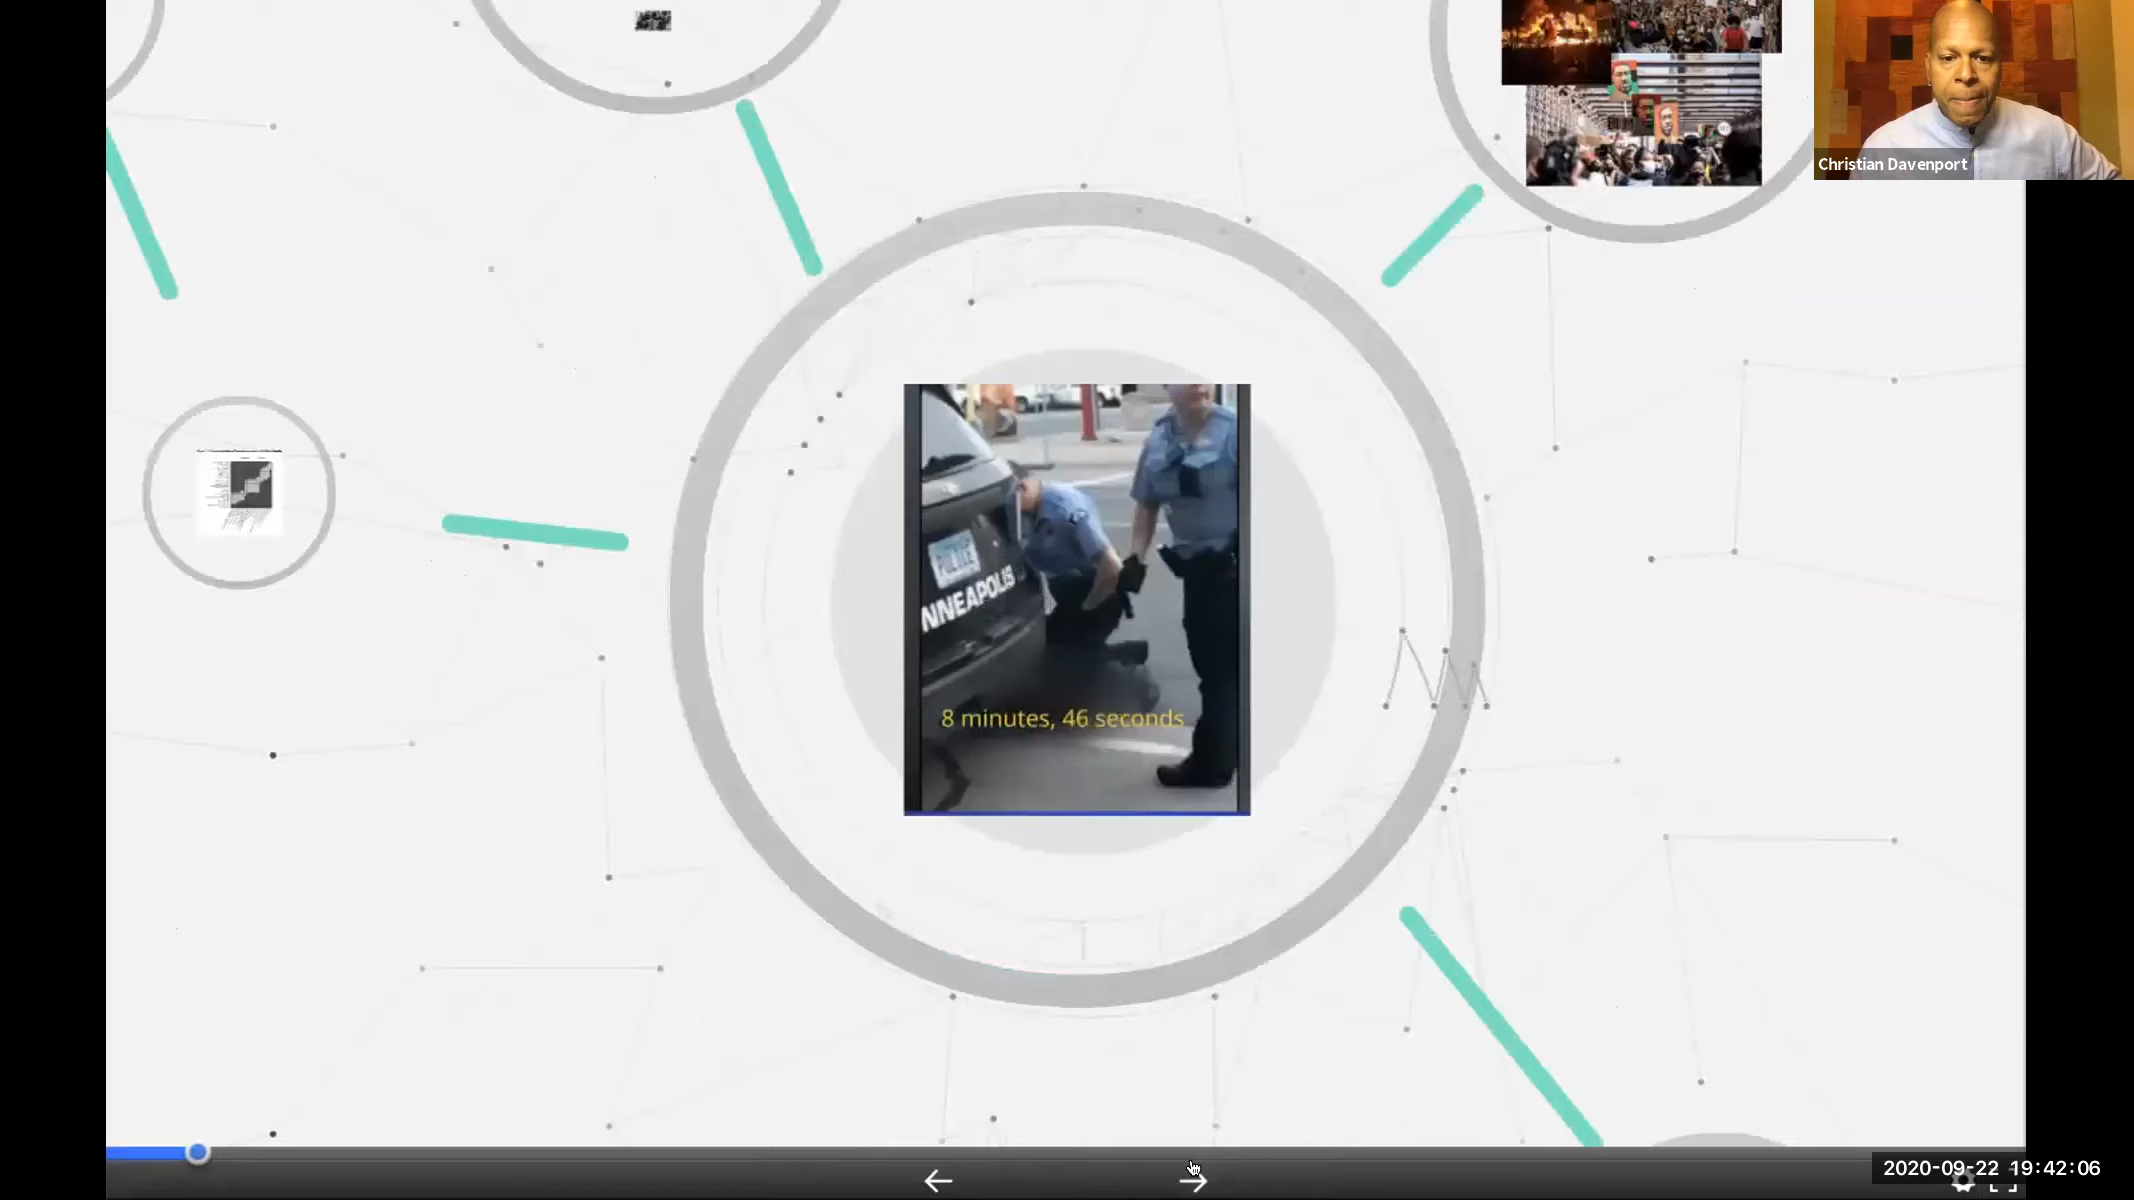 Christian Davenport
POLICE
NNEAPOLIS
8 minutes, 46 seconds
2020-09-22 19:42:06